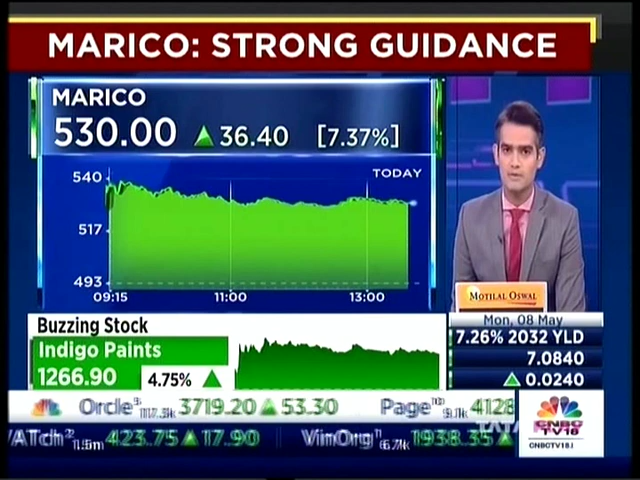 MARICO: STRONG GUIDANCE
MARICO
530.00 36.40 [7.37%]
TODAY
540
517
493
09:15 11:00 13:00
MOTILAL OSWAL
Mon, 08 May
7.26% 2032 YLD
7.0840
0.0240
Buzzing Stock
Indigo Paints
1266.90 4.75%
Orcle 3719.20 53.30 Page 4128
ATch 423.75 17.90 VimOrg 1938.35
CNBC
TV18
CNBCTV18.